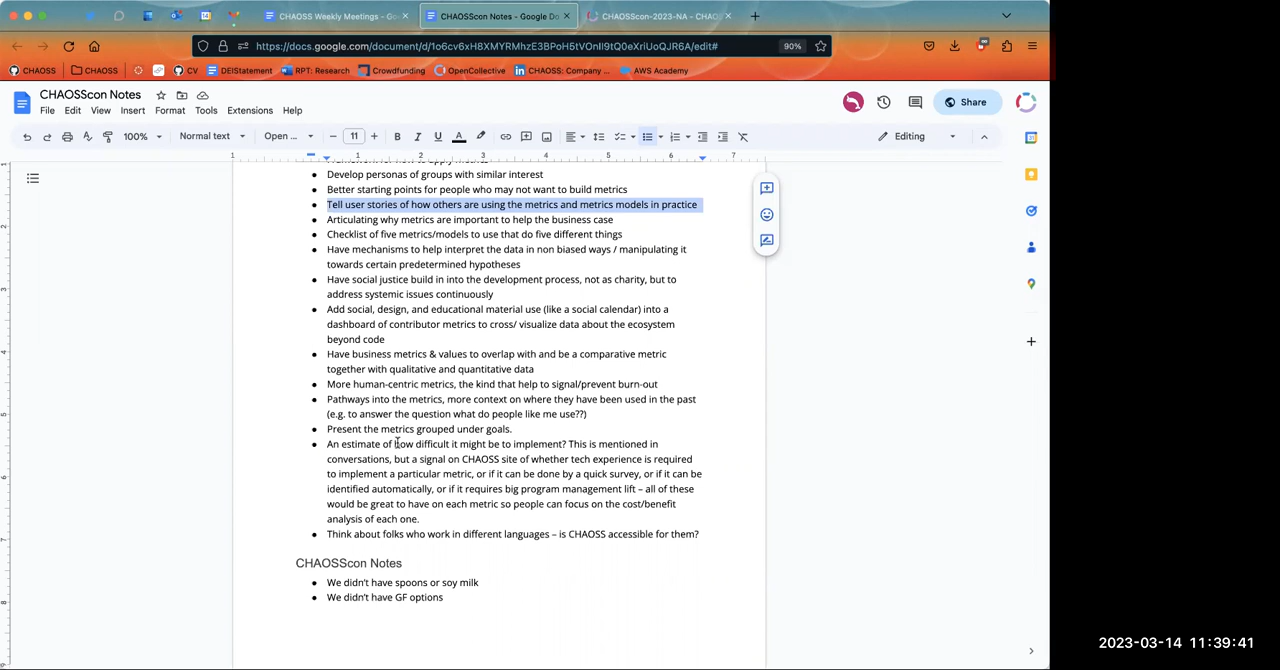 CHAOSS Weekly Meetings - Go
CHAOSScon Notes - Google Do
CHAOSScon-2023-NA - CHAO
https://docs.google.com/document/d/1o6cv6xH8XMYRMhzE3BPoH5tVOnII9tQ0eXriUoQJR6A/edit#
90%
CHAOSS
CHAOSS
CV
DEIStatement
RPT: Research
Crowdfunding
OpenCollective
CHAOSS: Company ...
AWS Academy
CHAOSScon Notes
File Edit View Insert Format Tools Extensions Help
Share
100%
Normal text
Open ...
11
Editing
1 1 2 3 4 5 6 7
Develop personas of groups with similar interest
Better starting points for people who may not want to build metrics
Tell user stories of how others are using the metrics and metrics models in practice
Articulating why metrics are important to help the business case
Checklist of five metrics/models to use that do five different things
Have mechanisms to help interpret the data in non biased ways / manipulating it
towards certain predetermined hypotheses
Have social justice build in into the development process, not as charity, but to
address systemic issues continuously
Add social, design, and educational material use (like a social calendar) into a
dashboard of contributor metrics to cross/ visualize data about the ecosystem
beyond code
Have business metrics & values to overlap with and be a comparative metric
together with qualitative and quantitative data
More human-centric metrics, the kind that help to signal/prevent burn-out
Pathways into the metrics, more context on where they have been used in the past
(e.g. to answer the question what do people like me use??)
Present the metrics grouped under goals.
An estimate of how difficult it might be to implement? This is mentioned in
conversations, but a signal on CHAOSS site of whether tech experience is required
to implement a particular metric, or if it can be done by a quick survey, or if it can be
identified automatically, or if it requires big program management lift – all of these
would be great to have on each metric so people can focus on the cost/benefit
analysis of each one.
Think about folks who work in different languages – is CHAOSS accessible for them?
CHAOSScon Notes
We didn't have spoons or soy milk
We didn't have GF options
2023-03-14 11:39:41